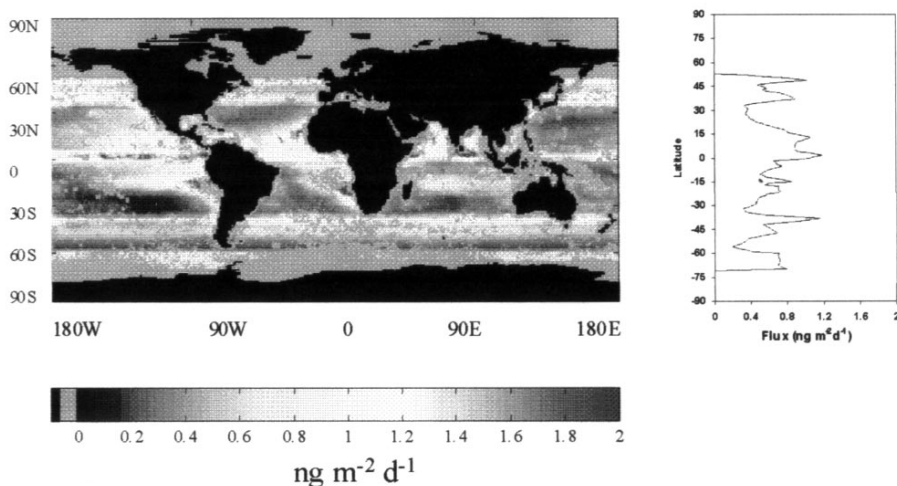 90N
60N
30N
0
30S
60S
90S
180W 90W 0 90E 180E
0 0.2 0.4 0.6 0.8 1 1.2 1.4 1.6 1.8 2
ng m⁻² d⁻¹
Latitude
90
75
60
45
30
15
0
-15
-30
-45
-60
-75
-90
0 0.4 0.8 1.2 1.6 2
Flux (ng m⁻²d⁻¹)